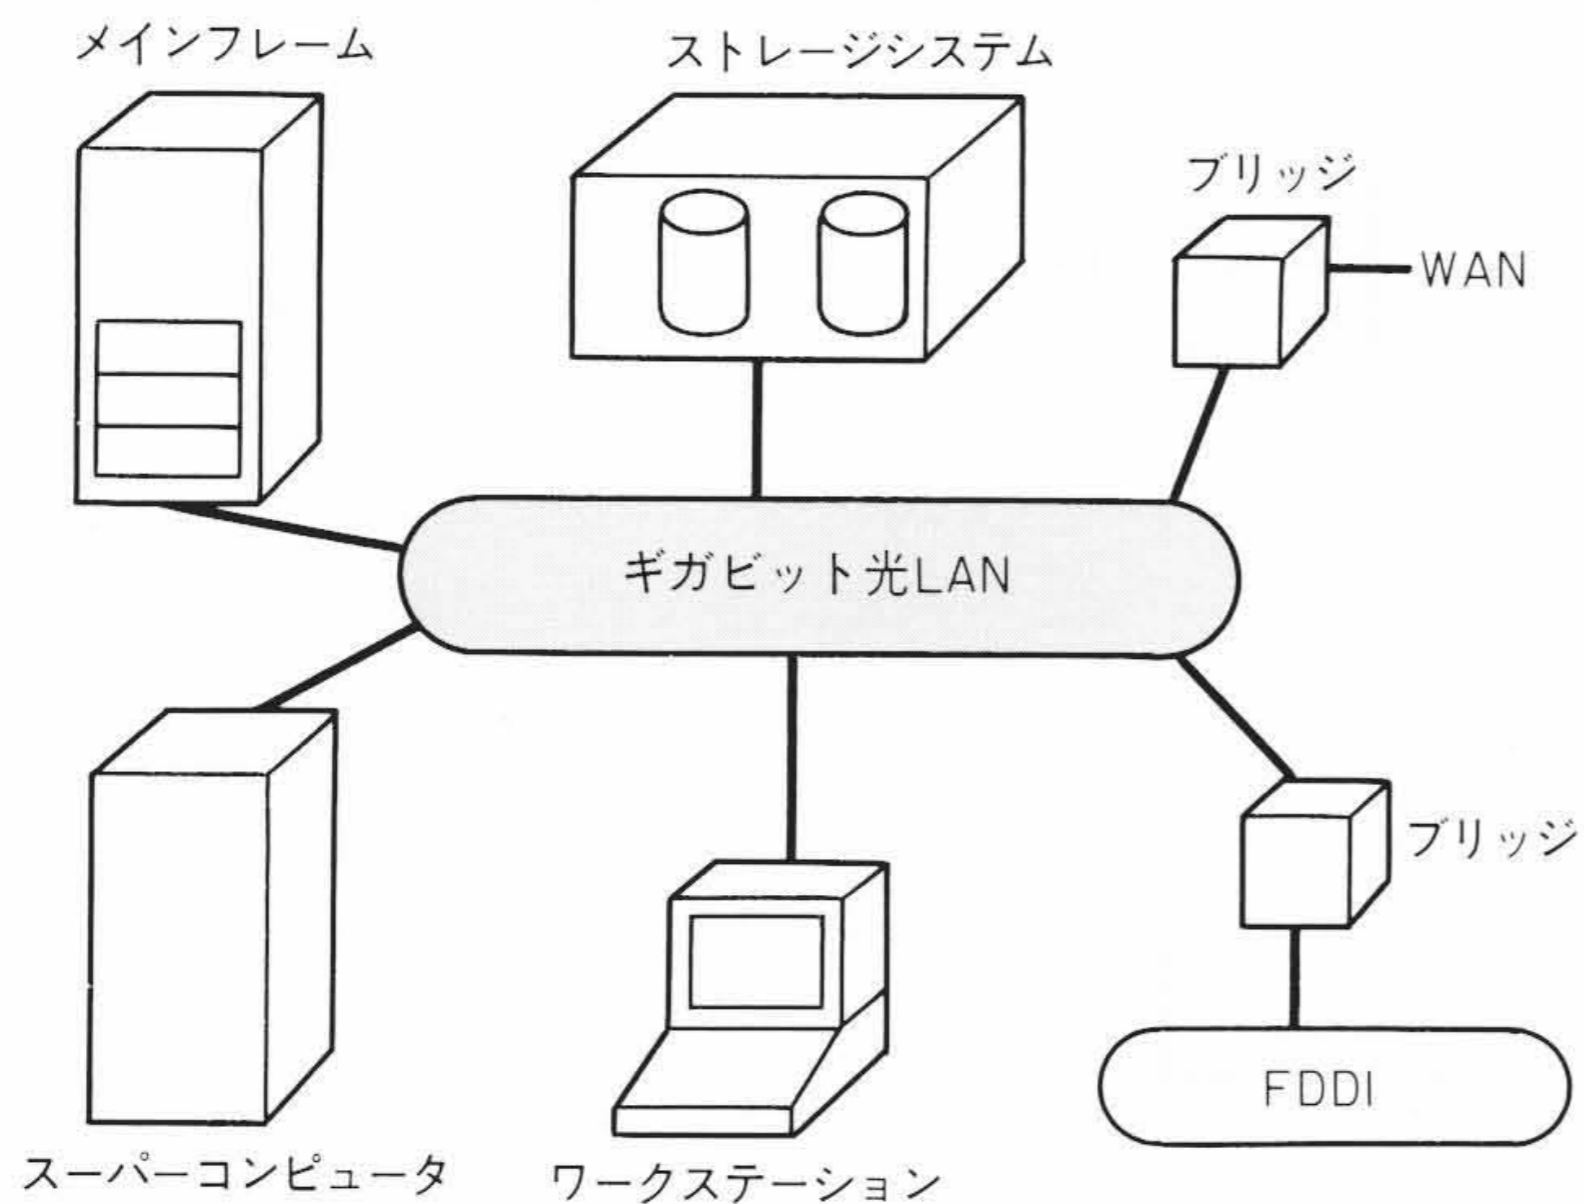 メインフレーム
ストレージシステム
ブリッジ
WAN
ギガビット光LAN
ブリッジ
FDDI
スーパーコンピュータ
ワークステーション